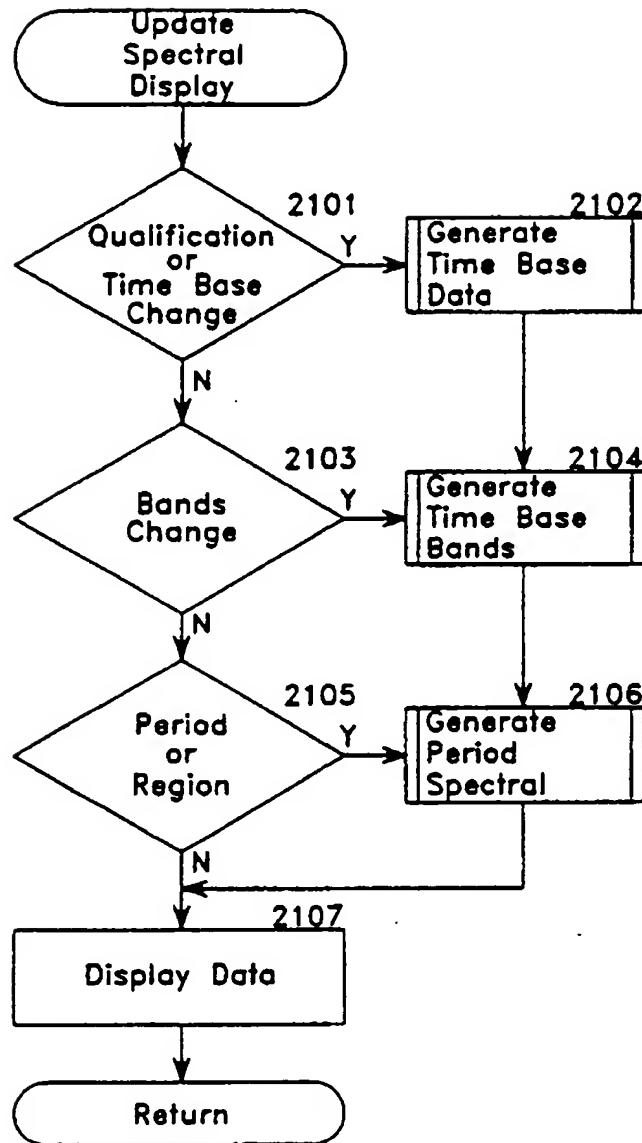 Update
Spectral
Display
2101
Qualification
or
Time Base
Change
Y
N
2102
Generate
Time Base
Data
2103
Bands
Change
Y
N
2104
Generate
Time Base
Bands
2105
Period
or
Region
Y
N
2106
Generate
Period
Spectral
2107
Display Data
Return